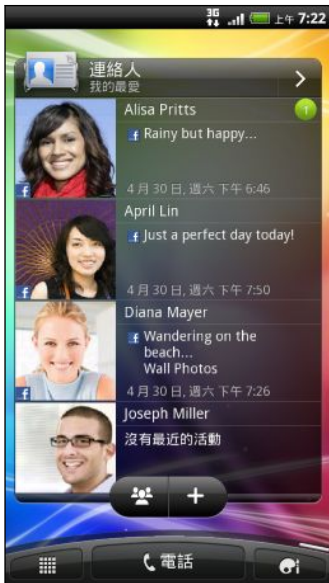 3G
上午 7:22
連絡人
我的最愛
Alisa Pritts
1
f Rainy but happy...
f
4 月 30 日, 週六 下午 6:46
April Lin
f Just a perfect day today!
f
4 月 30 日, 週六 下午 7:50
Diana Mayer
f Wandering on the
beach...
Wall Photos
f
4 月 30 日, 週六 下午 7:26
Joseph Miller
沒有最近的活動
電話